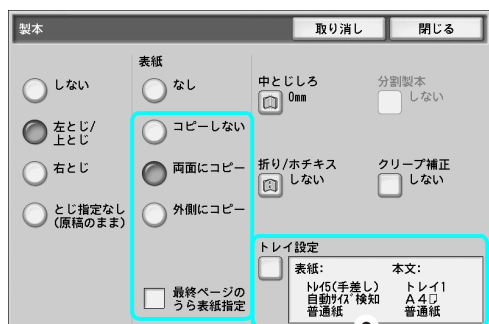 製本
取り消し
閉じる
しない
左とじ/
上とじ
右とじ
とじ指定なし
(原稿のまま)
表紙
なし
コピーしない
両面にコピー
外側にコピー
最終ページの
うら表紙指定
中とじしろ
0mm
分割製本
しない
折り/ホチキス
しない
クリープ補正
しない
トレイ設定
表紙:
トレイ5(手差し)
自動サイズ検知
普通紙
本文:
トレイ1
A4
普通紙